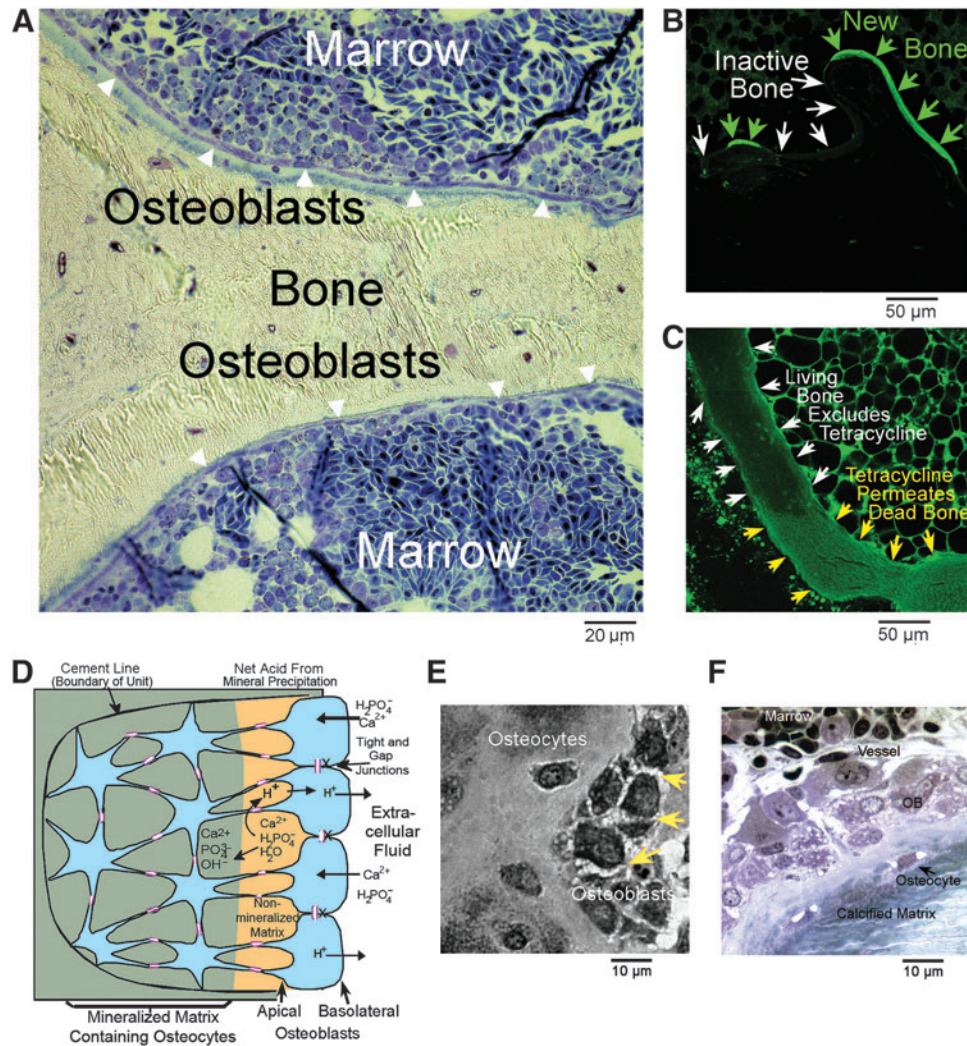 A
Marrow
Osteoblasts
Bone
Osteoblasts
Marrow
20 µm
B
New
Bone
Inactive
Bone
50 µm
C
Living
Bone
Excludes
Tetracycline
Tetracycline
Permeates
Dead Bone
50 µm
D
Cement Line
(Boundary of Unit)
Net Acid From
Mineral Precipitation
H₂PO₄⁻
Ca²⁺
Tight and
Gap
Junctions
X
H⁺
H⁺
Extra-
cellular
Fluid
Ca²⁺
H₂PO₄⁻
H₂O
Ca²⁺
PO₄³⁻
OH⁻
X
Ca²⁺
H₂PO₄⁻
Non-
mineralized
Matrix
X
H⁺
Mineralized Matrix
Containing Osteocytes
Apical
Basolateral
Osteoblasts
E
Osteocytes
Osteoblasts
10 µm
F
Marrow
Vessel
OB
Osteocyte
Calcified Matrix
10 µm